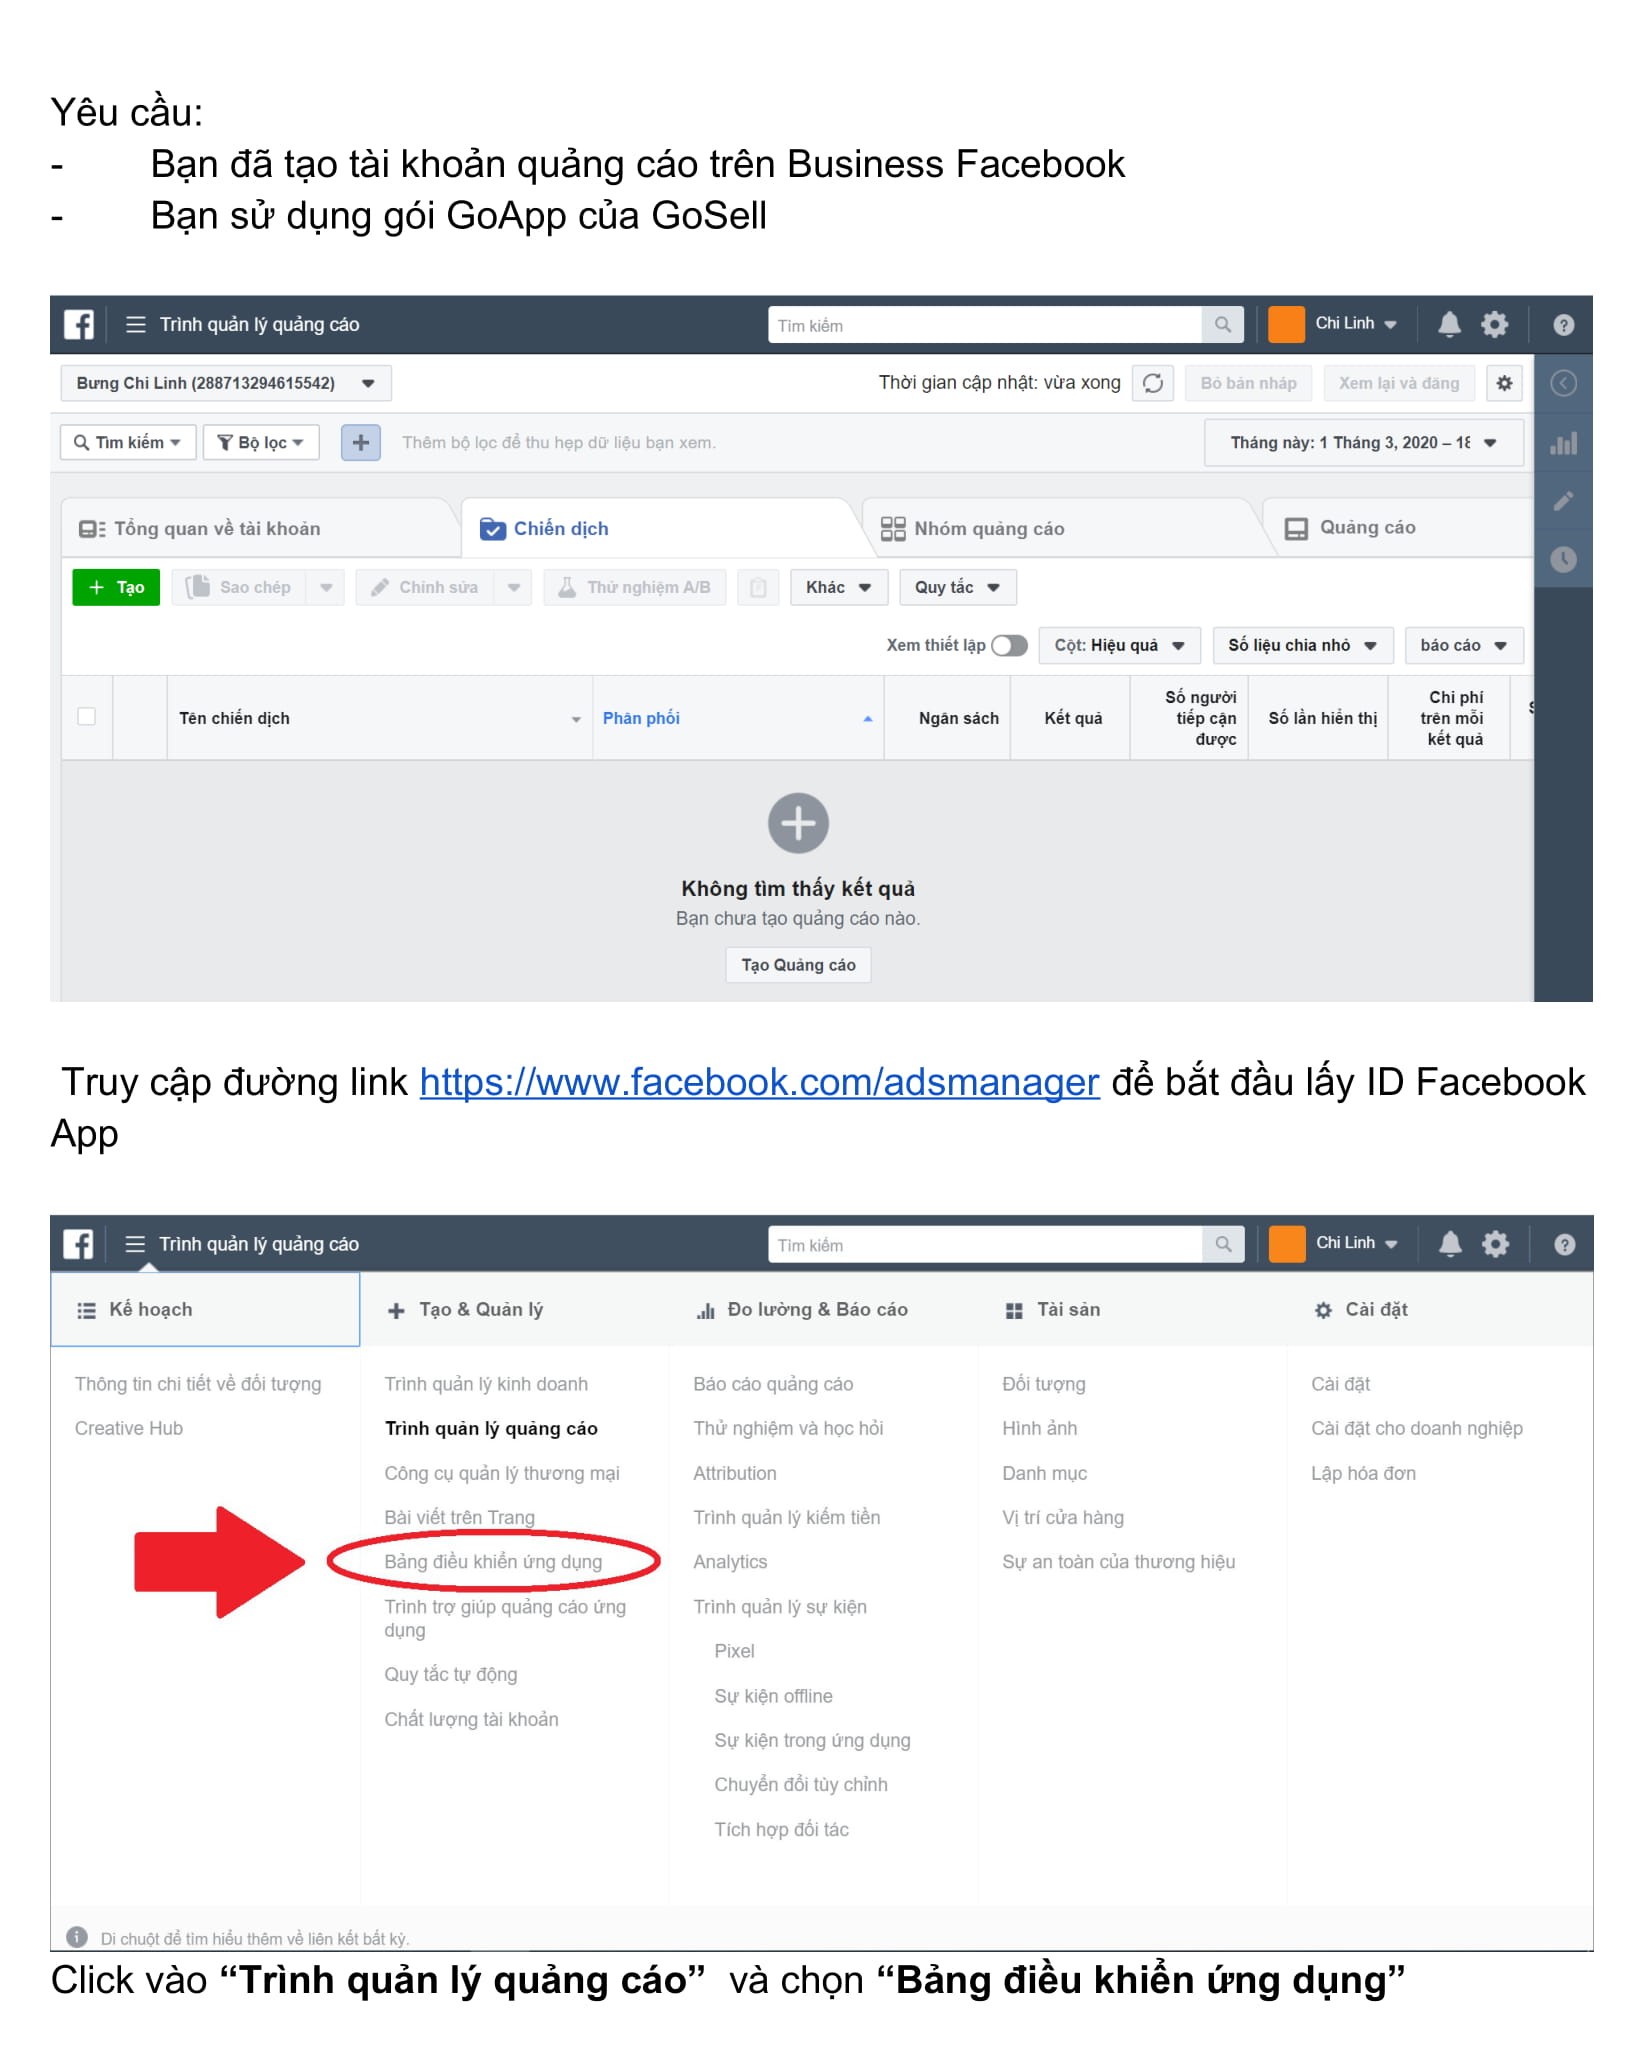 Yêu cầu:
- Bạn đã tạo tài khoản quảng cáo trên Business Facebook
- Bạn sử dụng gói GoApp của GoSell
Trình quản lý quảng cáo
Tìm kiếm
Chi Linh
Bưng Chi Linh (288713294615542)
Thời gian cập nhật: vừa xong
Bỏ bản nháp
Xem lại và đăng
Tìm kiếm
Bộ lọc
Thêm bộ lọc để thu hẹp dữ liệu bạn xem.
Tháng này: 1 Tháng 3, 2020 – 18
Tổng quan về tài khoản
Chiến dịch
Nhóm quảng cáo
Quảng cáo
+ Tạo
Sao chép
Chỉnh sửa
Thử nghiệm A/B
Khác
Quy tắc
Xem thiết lập
Cột: Hiệu quả
Số liệu chia nhỏ
báo cáo
Tên chiến dịch
Phân phối
Ngân sách
Kết quả
Số người
tiếp cận
được
Số lần hiển thị
Chi phí
trên mỗi
kết quả
Không tìm thấy kết quả
Bạn chưa tạo quảng cáo nào.
Tạo Quảng cáo
Truy cập đường link https://www.facebook.com/adsmanager để bắt đầu lấy ID Facebook
App
Trình quản lý quảng cáo
Tìm kiếm
Chi Linh
Kế hoạch
Thông tin chi tiết về đối tượng
Creative Hub
Tạo & Quản lý
Trình quản lý kinh doanh
Trình quản lý quảng cáo
Công cụ quản lý thương mại
Bài viết trên Trang
Bảng điều khiển ứng dụng
Trình trợ giúp quảng cáo ứng
dụng
Quy tắc tự động
Chất lượng tài khoản
Đo lường & Báo cáo
Báo cáo quảng cáo
Thử nghiệm và học hỏi
Attribution
Trình quản lý kiếm tiền
Analytics
Trình quản lý sự kiện
Pixel
Sự kiện offline
Sự kiện trong ứng dụng
Chuyển đổi tùy chỉnh
Tích hợp đối tác
Tài sản
Đối tượng
Hình ảnh
Danh mục
Vị trí cửa hàng
Sự an toàn của thương hiệu
Cài đặt
Cài đặt
Cài đặt cho doanh nghiệp
Lập hóa đơn
Di chuột để tìm hiểu thêm về liên kết bất kỳ.
Click vào “Trình quản lý quảng cáo” và chọn “Bảng điều khiển ứng dụng”